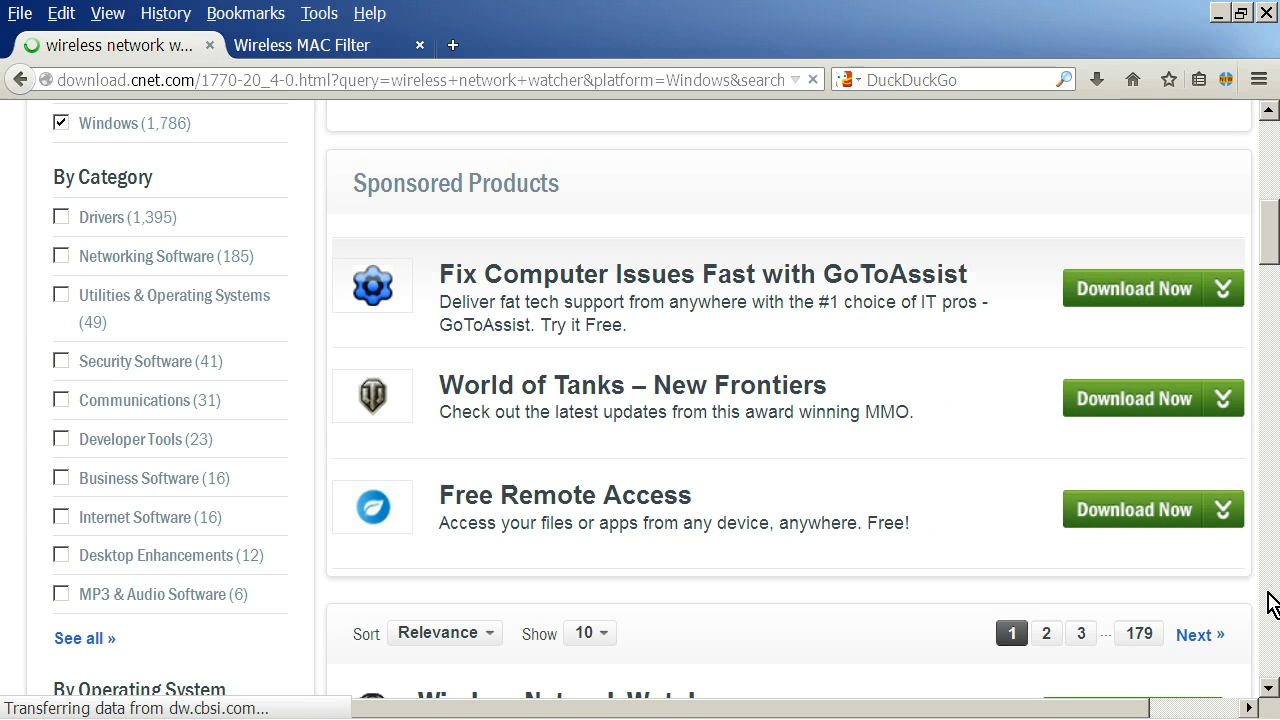 File Edit View History Bookmarks Tools Help
wireless network w... × Wireless MAC Filter × +
download.cnet.com/1770-20_4-0.html?query=wireless+network+watcher&platform=Windows&search
DuckDuckGo
NEW
Windows (1,786)
By Category
Drivers (1,395)
Networking Software (185)
Utilities & Operating Systems
(49)
Security Software (41)
Communications (31)
Developer Tools (23)
Business Software (16)
Internet Software (16)
Desktop Enhancements (12)
MP3 & Audio Software (6)
See all »
By Operating System
Sponsored Products
Fix Computer Issues Fast with GoToAssist
Deliver fat tech support from anywhere with the #1 choice of IT pros -
GoToAssist. Try it Free.
Download Now
World of Tanks – New Frontiers
Check out the latest updates from this award winning MMO.
Download Now
Free Remote Access
Access your files or apps from any device, anywhere. Free!
Download Now
Sort Relevance Show 10 1 2 3 ... 179 Next »
Transferring data from dw.cbsi.com...